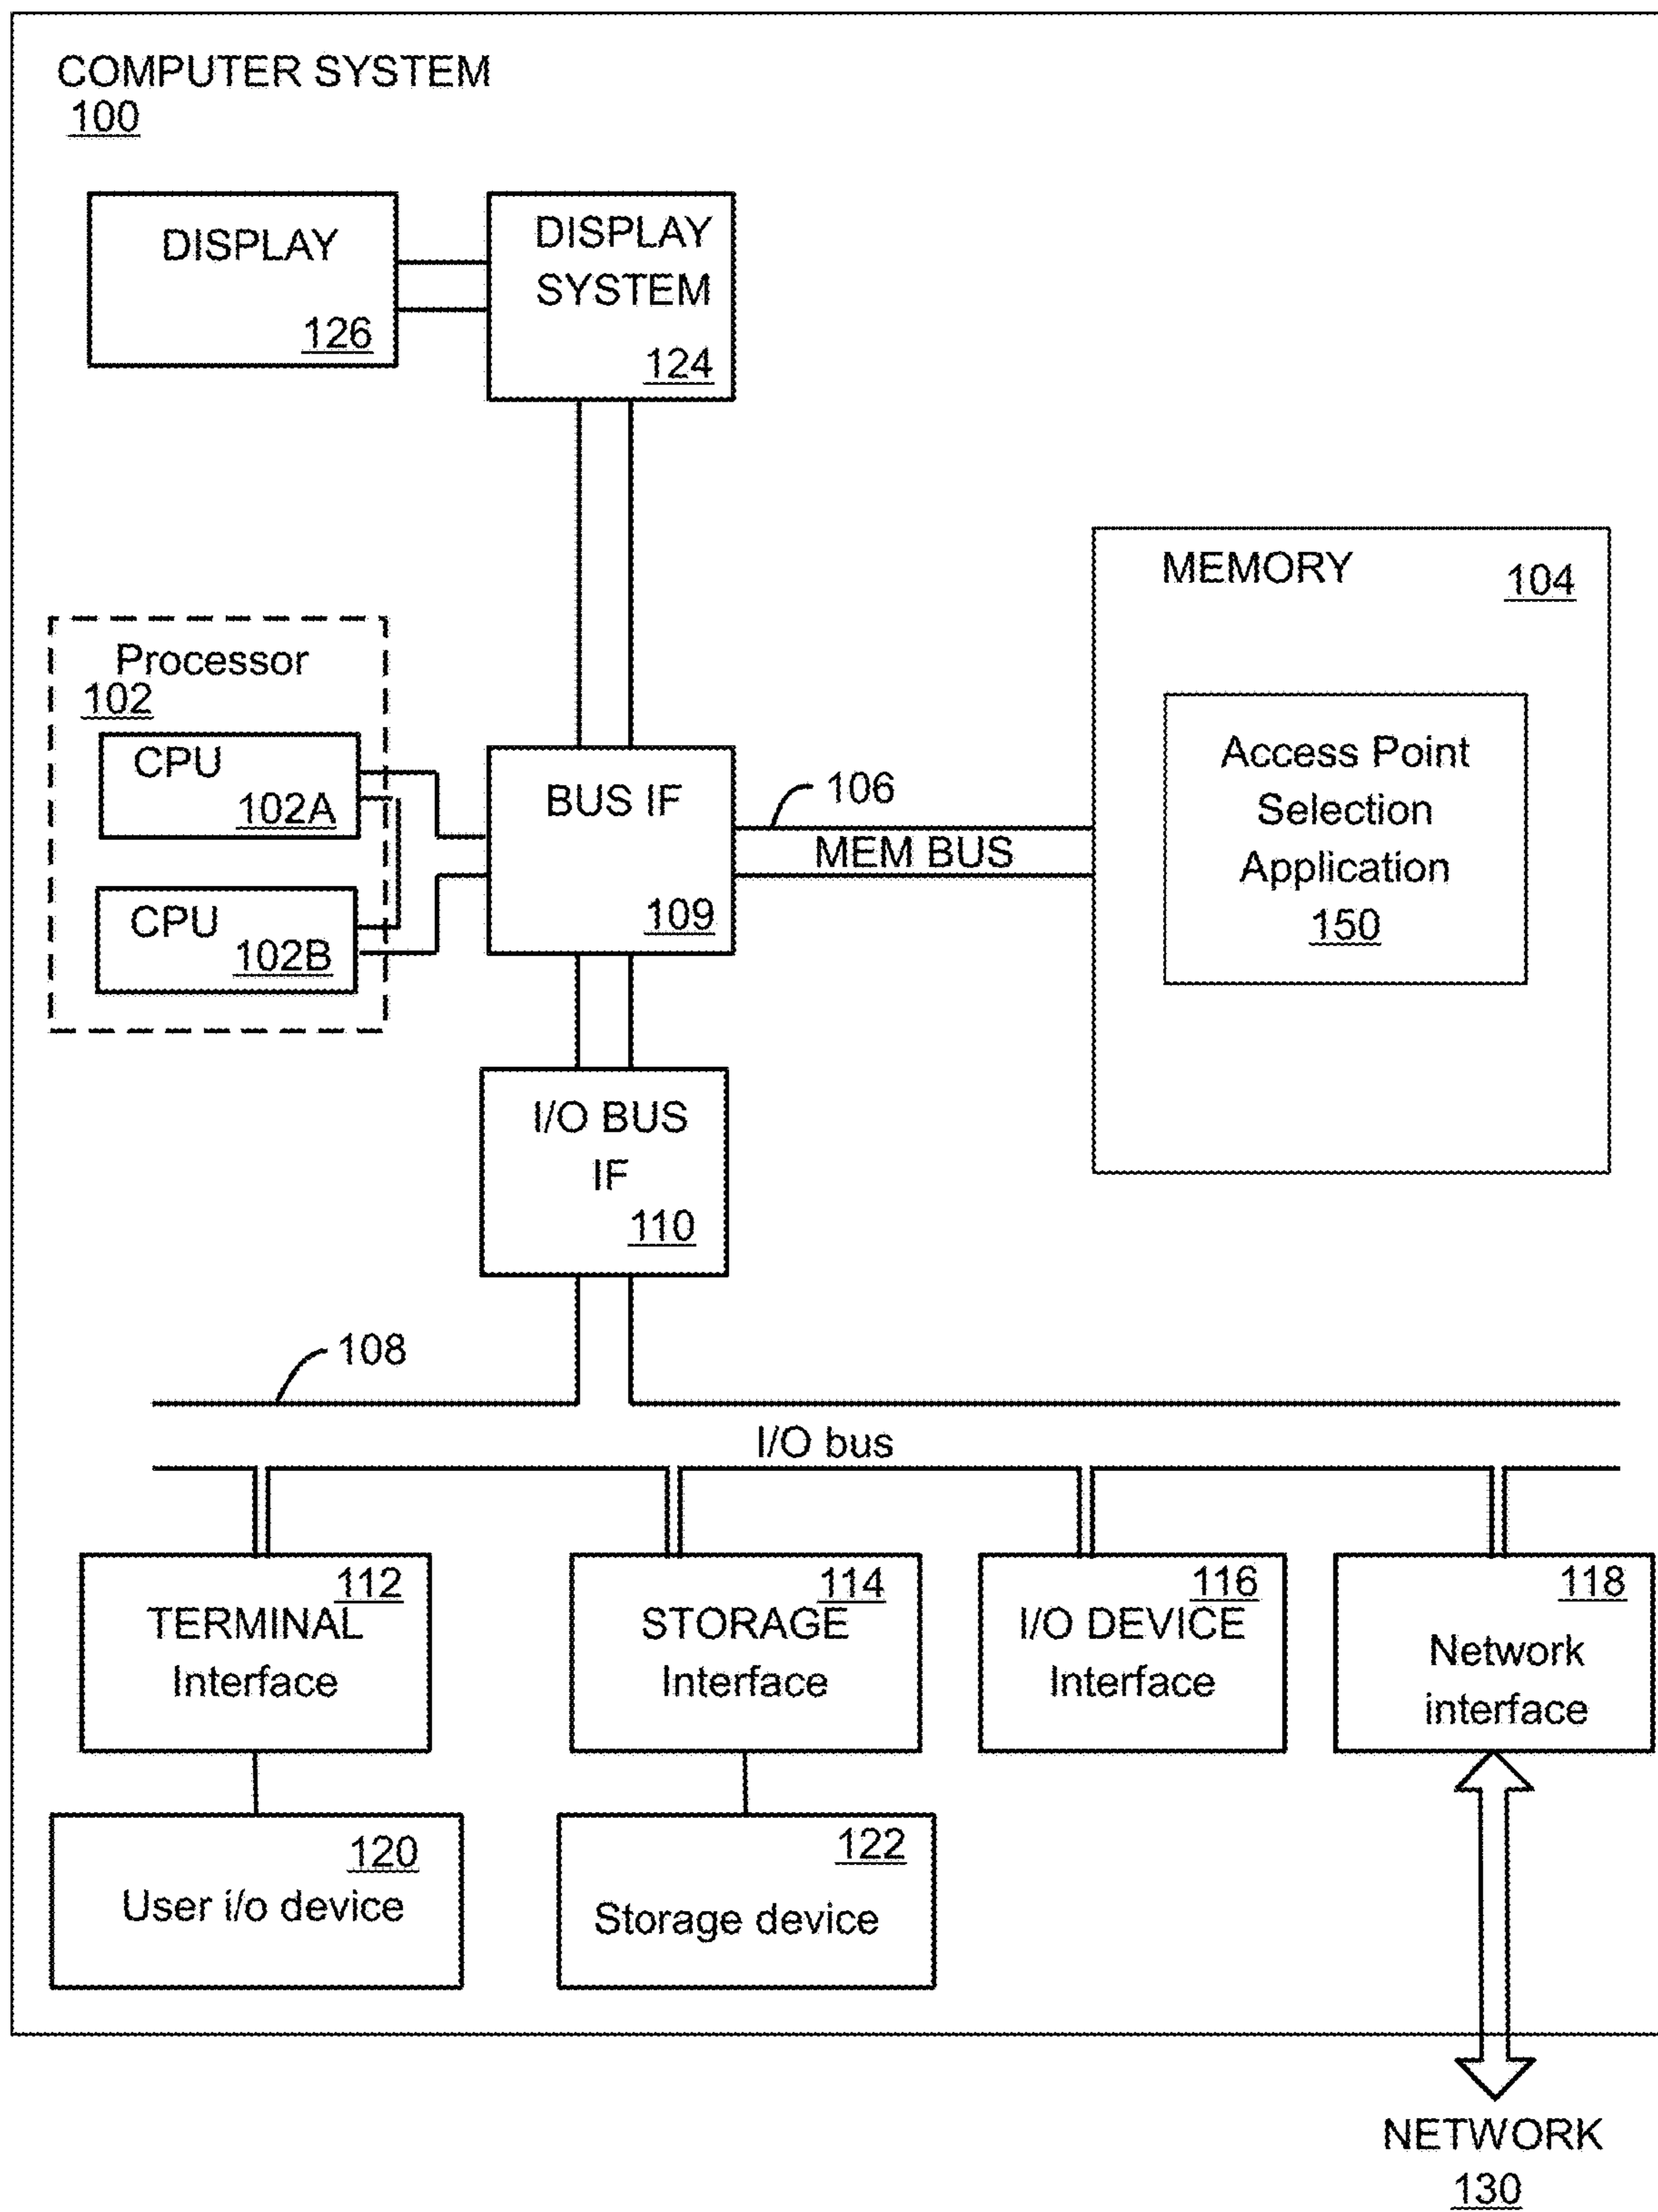 COMPUTER SYSTEM
100
DISPLAY
126
DISPLAY
SYSTEM
124
MEMORY
104
Processor
102
CPU
102A
CPU
102B
BUS IF
109
106
MEM BUS
Access Point
Selection
Application
150
I/O BUS
IF
110
108
I/O bus
112
TERMINAL
Interface
114
STORAGE
Interface
116
I/O DEVICE
Interface
118
Network
interface
120
User i/o device
122
Storage device
NETWORK
130